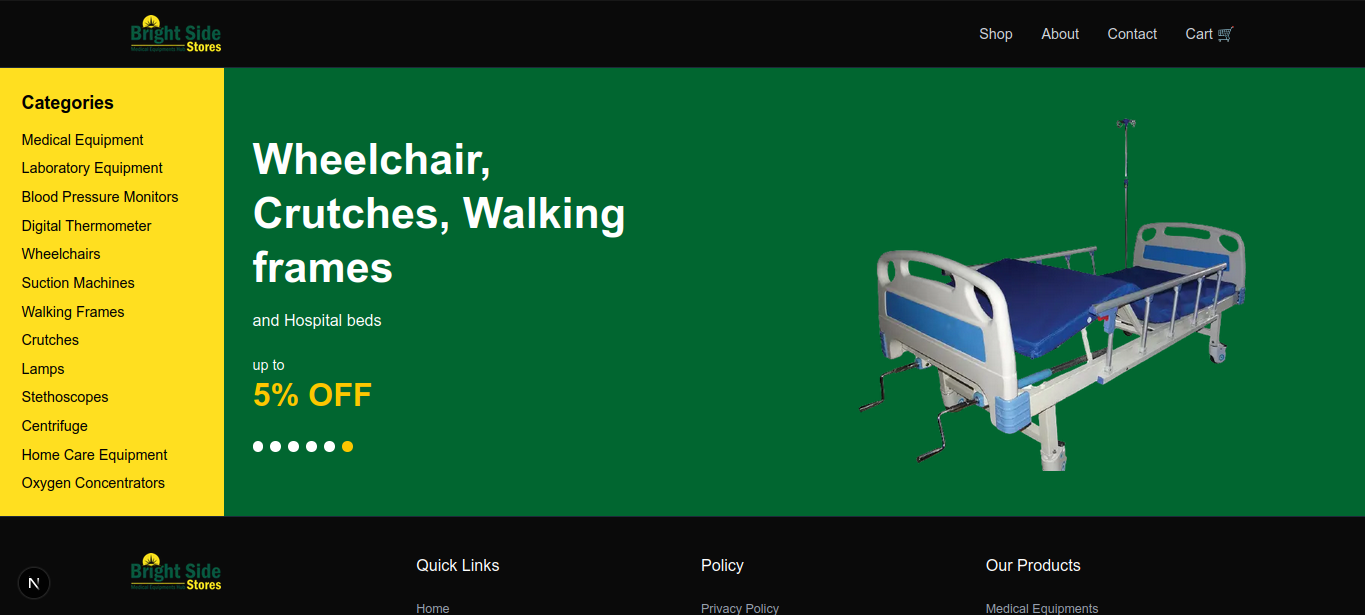 Bright Side
Medical Equipments Hub
Stores
Shop
About
Contact
Cart
Categories
Medical Equipment
Laboratory Equipment
Blood Pressure Monitors
Digital Thermometer
Wheelchairs
Suction Machines
Walking Frames
Crutches
Lamps
Stethoscopes
Centrifuge
Home Care Equipment
Oxygen Concentrators
Wheelchair,
Crutches, Walking
frames
and Hospital beds
up to
5% OFF
Bright Side
Medical Equipments Hub
Stores
N
Quick Links
Home
Policy
Privacy Policy
Our Products
Medical Equipments